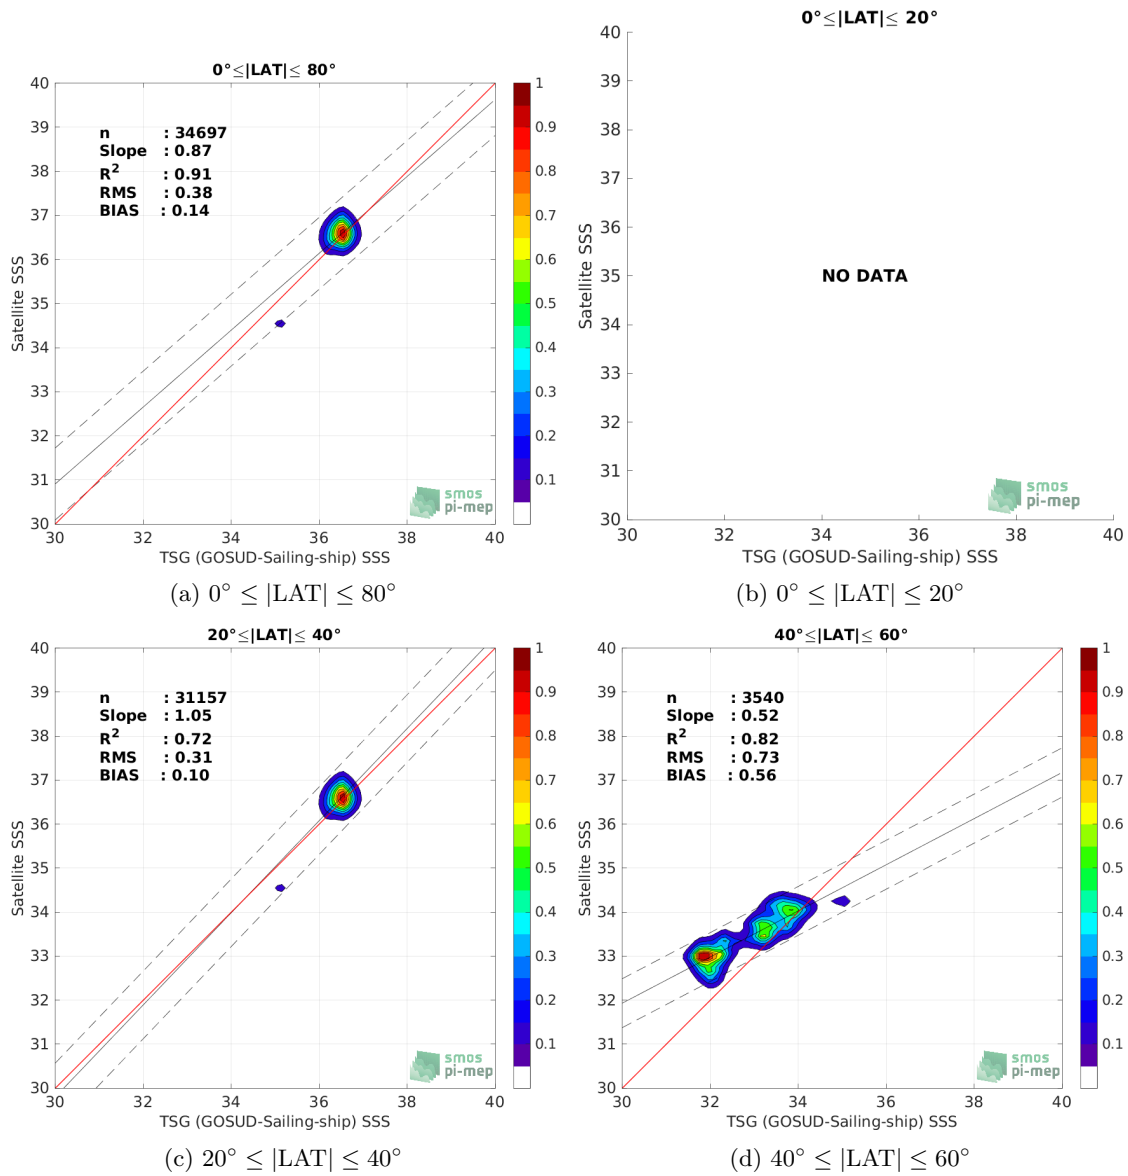 0°≤|LAT|≤ 80°
40
39
38
37
36
35
34
33
32
31
30
Satellite SSS
n : 34697
Slope : 0.87
R² : 0.91
RMS : 0.38
BIAS : 0.14
smos
pi-mep
30 32 34 36 38 40
TSG (GOSUD-Sailing-ship) SSS
1
0.9
0.8
0.7
0.6
0.5
0.4
0.3
0.2
0.1
(a) 0° ≤ |LAT| ≤ 80°
0°≤|LAT|≤ 20°
40
39
38
37
36
35
34
33
32
31
30
Satellite SSS
NO DATA
smos
pi-mep
30 32 34 36 38 40
TSG (GOSUD-Sailing-ship) SSS
(b) 0° ≤ |LAT| ≤ 20°
20°≤|LAT|≤ 40°
40
39
38
37
36
35
34
33
32
31
30
Satellite SSS
n : 31157
Slope : 1.05
R² : 0.72
RMS : 0.31
BIAS : 0.10
smos
pi-mep
30 32 34 36 38 40
TSG (GOSUD-Sailing-ship) SSS
1
0.9
0.8
0.7
0.6
0.5
0.4
0.3
0.2
0.1
(c) 20° ≤ |LAT| ≤ 40°
40°≤|LAT|≤ 60°
40
39
38
37
36
35
34
33
32
31
30
Satellite SSS
n : 3540
Slope : 0.52
R² : 0.82
RMS : 0.73
BIAS : 0.56
smos
pi-mep
30 32 34 36 38 40
TSG (GOSUD-Sailing-ship) SSS
1
0.9
0.8
0.7
0.6
0.5
0.4
0.3
0.2
0.1
(d) 40° ≤ |LAT| ≤ 60°